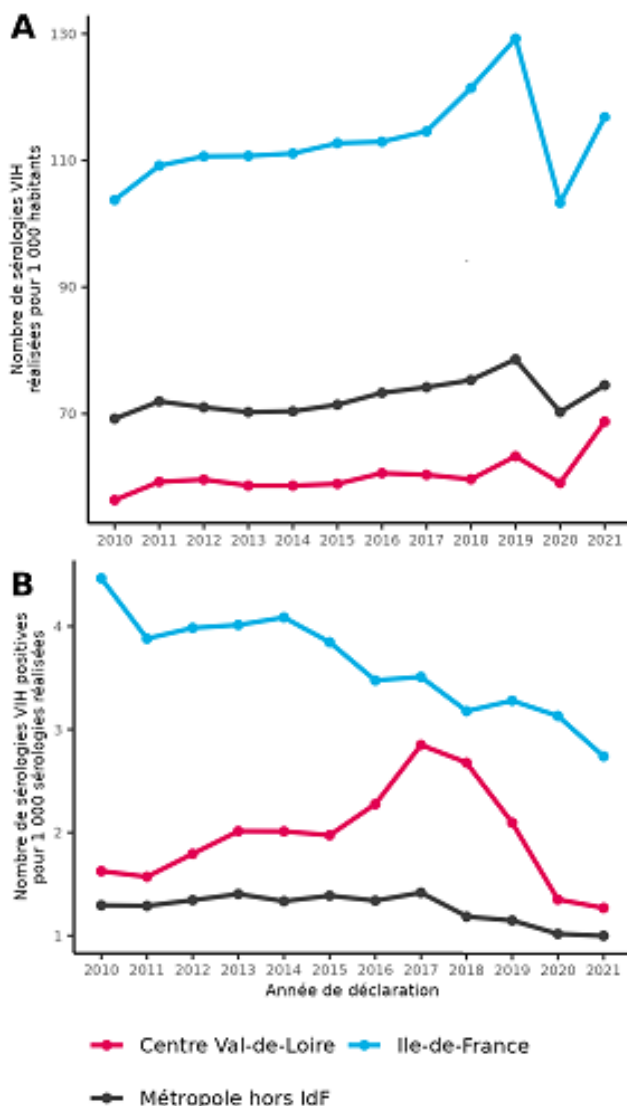 A
Nombre de sérologies VIH
réalisées pour 1 000 habitants
130
110
90
70
2010 2011 2012 2013 2014 2015 2016 2017 2018 2019 2020 2021
B
Nombre de sérologies VIH positives
pour 1 000 sérologies réalisées
4
3
2
1
2010 2011 2012 2013 2014 2015 2016 2017 2018 2019 2020 2021
Année de déclaration
Centre Val-de-Loire Ile-de-France
Métropole hors IdF